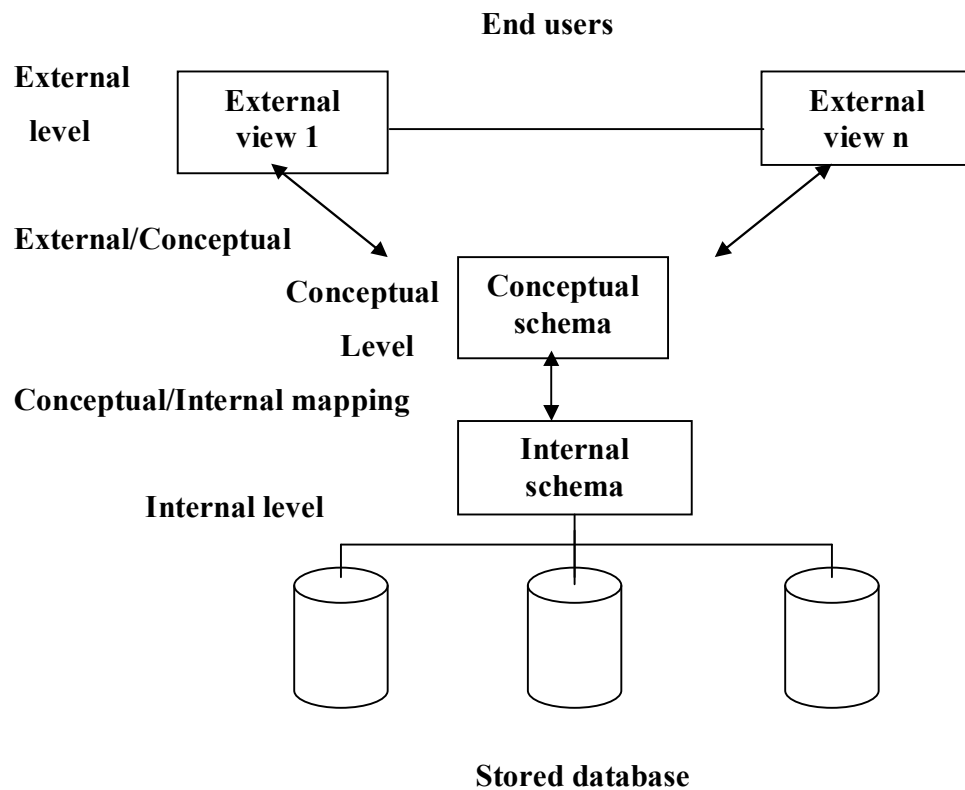 End users
External
level
External
view 1
External
view n
External/Conceptual
Conceptual
Level
Conceptual
schema
Conceptual/Internal mapping
Internal
schema
Internal level
Stored database